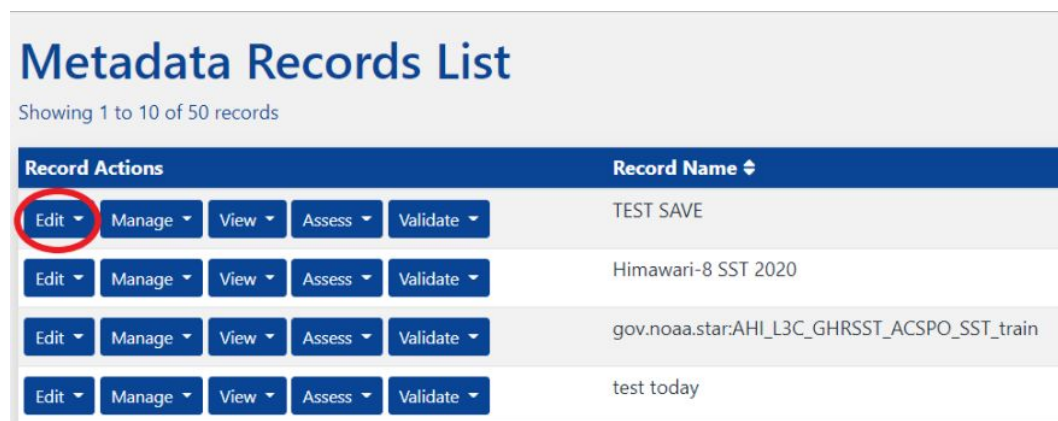 Metadata Records List
Showing 1 to 10 of 50 records
Record Actions Record Name
Edit Manage View Assess Validate TEST SAVE
Edit Manage View Assess Validate Himawari-8 SST 2020
Edit Manage View Assess Validate gov.noaa.star:AHI_L3C_GHRSST_ACSPO_SST_train
Edit Manage View Assess Validate test today